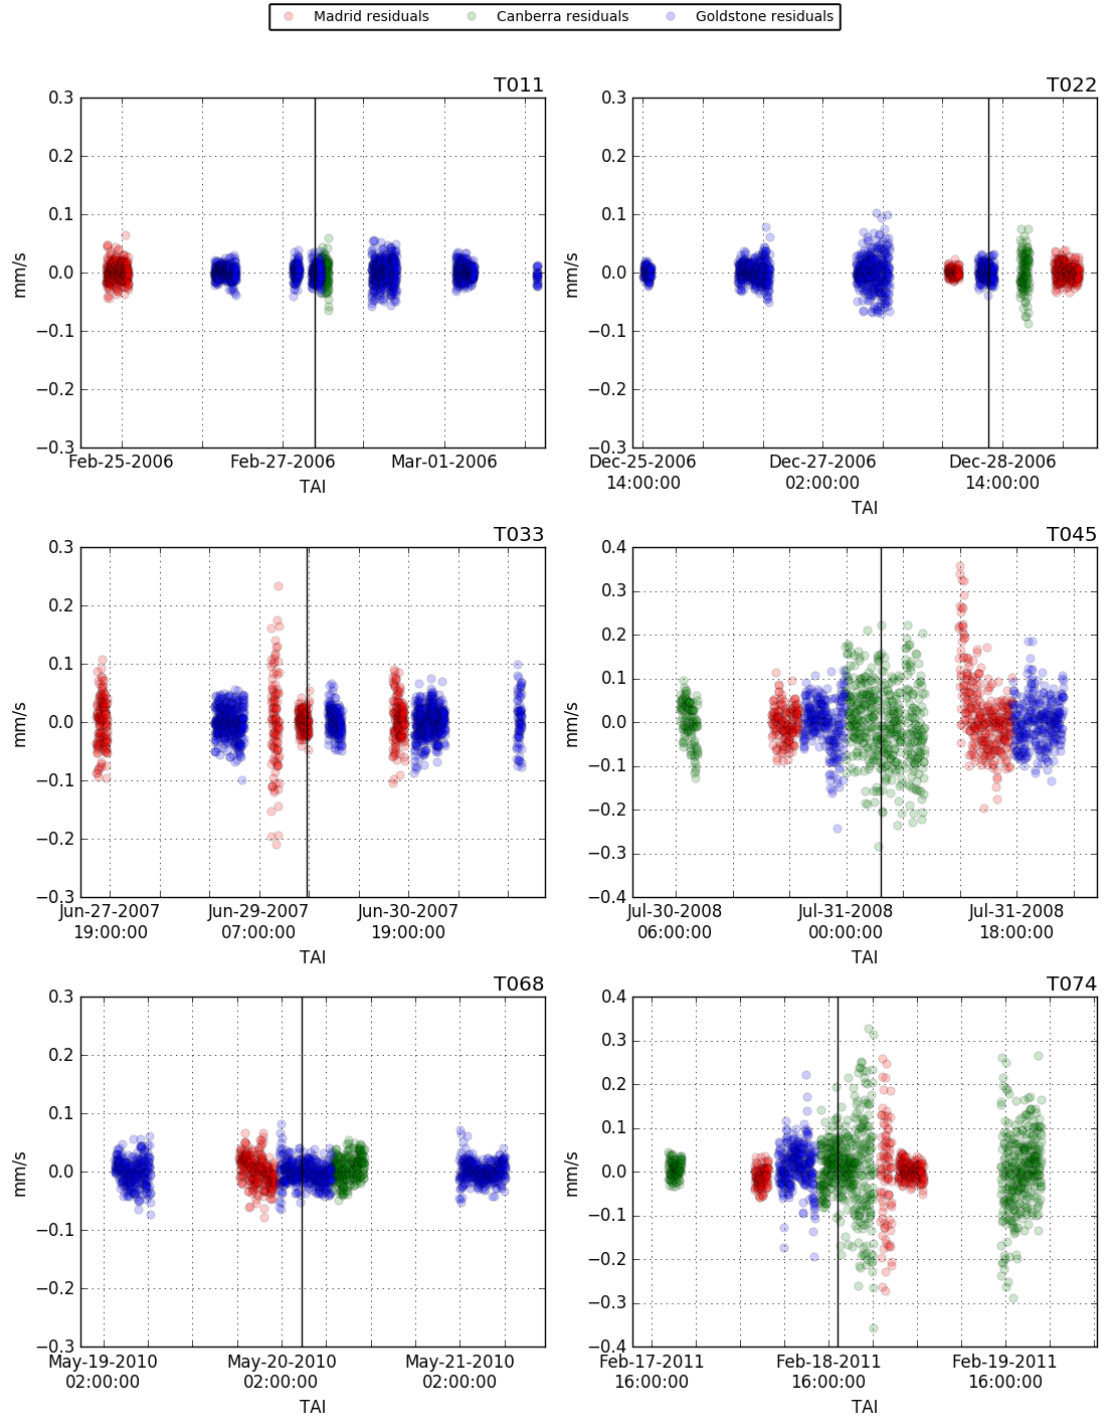 Madrid residuals Canberra residuals Goldstone residuals
T011
0.3
0.2
0.1
0.0
−0.1
−0.2
−0.3
mm/s
Feb-25-2006 Feb-27-2006 Mar-01-2006
TAI
T022
0.3
0.2
0.1
0.0
−0.1
−0.2
−0.3
mm/s
Dec-25-2006 Dec-27-2006 Dec-28-2006
14:00:00 02:00:00 14:00:00
TAI
T033
0.3
0.2
0.1
0.0
−0.1
−0.2
−0.3
mm/s
Jun-27-2007 Jun-29-2007 Jun-30-2007
19:00:00 07:00:00 19:00:00
TAI
T045
0.4
0.3
0.2
0.1
0.0
−0.1
−0.2
−0.3
−0.4
mm/s
Jul-30-2008 Jul-31-2008 Jul-31-2008
06:00:00 00:00:00 18:00:00
TAI
T068
0.3
0.2
0.1
0.0
−0.1
−0.2
−0.3
mm/s
May-19-2010 May-20-2010 May-21-2010
02:00:00 02:00:00 02:00:00
TAI
T074
0.4
0.3
0.2
0.1
0.0
−0.1
−0.2
−0.3
−0.4
mm/s
Feb-17-2011 Feb-18-2011 Feb-19-2011
16:00:00 16:00:00 16:00:00
TAI